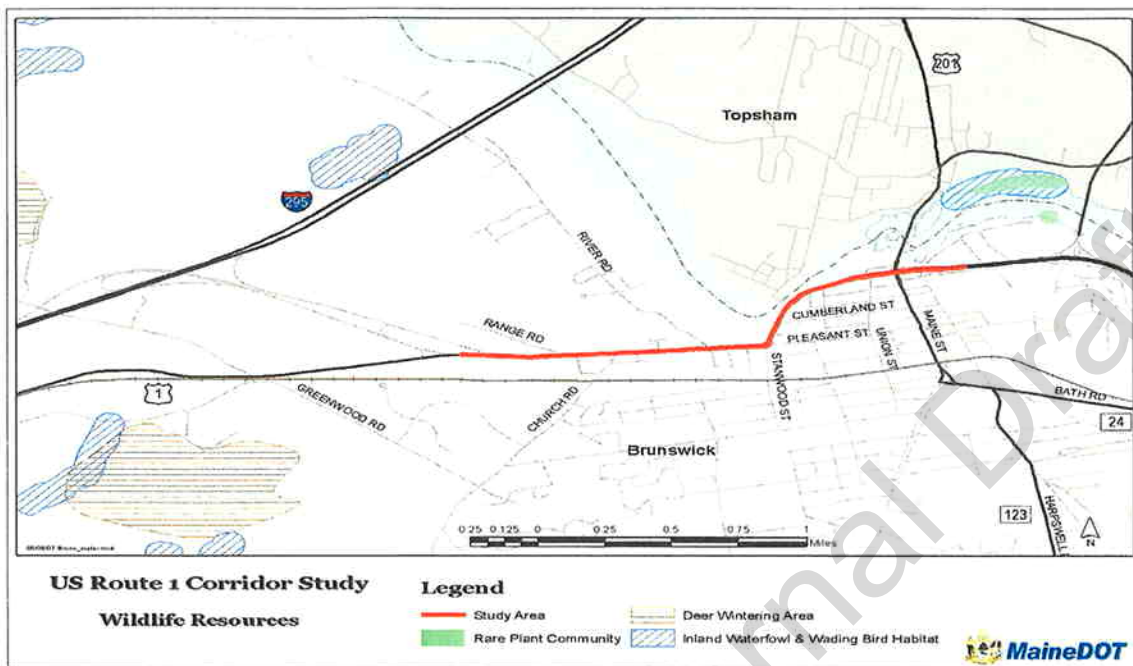 201
Topsham
295
RIVER RD
RANGE RD
CUMBERLAND ST
PLEASANT ST
UNION ST
MAINE ST
STANWOOD ST
1
GREENWOOD RD
CHURCH RD
BATH RD
24
Brunswick
123
HARPSWELL
0.25 0.125 0 0.25 0.5 0.75 1
Miles
N
US Route 1 Corridor Study
Wildlife Resources
Legend
Study Area
Rare Plant Community
Deer Wintering Area
Inland Waterfowl & Wading Bird Habitat
MaineDOT
nal Draft